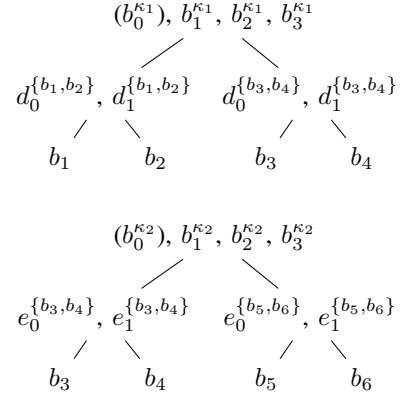 (b_0^{κ_1}), b_1^{κ_1}, b_2^{κ_1}, b_3^{κ_1}
d_0^{{b_1,b_2}}, d_1^{{b_1,b_2}} d_0^{{b_3,b_4}}, d_1^{{b_3,b_4}}
b_1 b_2 b_3 b_4
(b_0^{κ_2}), b_1^{κ_2}, b_2^{κ_2}, b_3^{κ_2}
e_0^{{b_3,b_4}}, e_1^{{b_3,b_4}} e_0^{{b_5,b_6}}, e_1^{{b_5,b_6}}
b_3 b_4 b_5 b_6